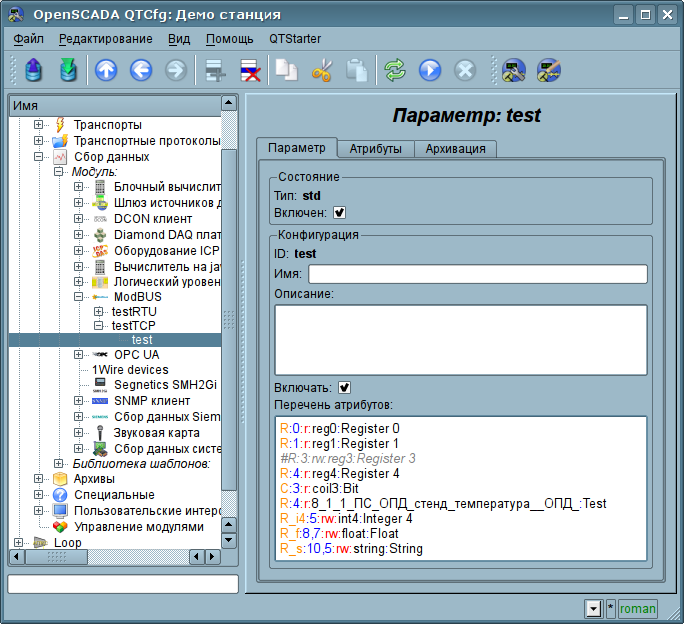 OpenSCADA QTCfg: Демо станция
Файл Редактирование Вид Помощь QTStarter
Имя
Транспорты
Транспортные протоколы
Сбор данных
Модуль:
Блочный вычислит
Шлюз источников д
DCON клиент
Diamond DAQ плат
Оборудование ICP
Вычислитель на ja
Логический уровен
ModBUS
testRTU
testTCP
test
OPC UA
1Wire devices
Segnetics SMH2Gi
SNMP клиент
Сбор данных Siem
Звуковая карта
Сбор данных систе
Библиотека шаблонов:
Архивы
Специальные
Пользовательские интерф
Управление модулями
Loop
Параметр: test
Параметр Атрибуты Архивация
Состояние
Тип: std
Включен:
Конфигурация
ID: test
Имя:
Описание:
Включать:
Перечень атрибутов:
R:0:r:reg0:Register 0
R:1:r:reg1:Register 1
#R:3:rw:reg3:Register 3
R:4:r:reg4:Register 4
C:3:r:coil3:Bit
R:4:r:8_1_1_ПС_ОПД_стенд_температура__ОПД_:Test
R_i4:5:rw:int4:Integer 4
R_f:8,7:rw:float:Float
R_s:10,5:rw:string:String
* roman